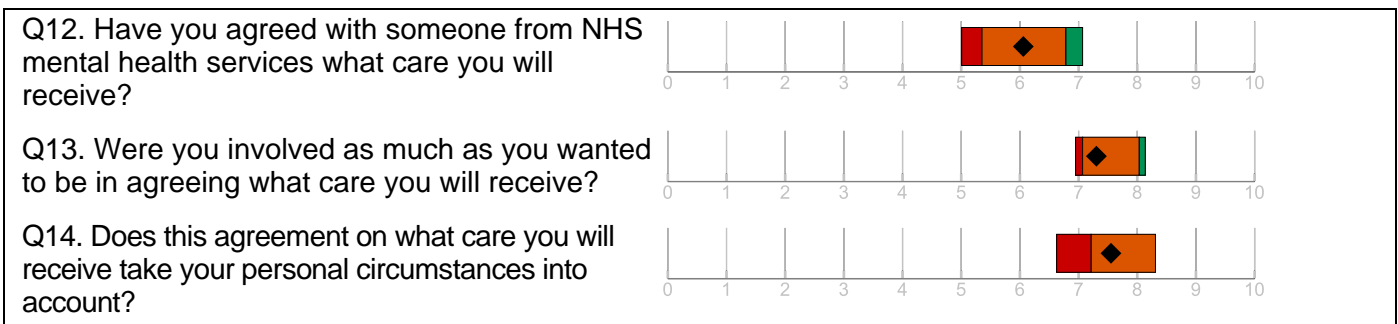 Q12. Have you agreed with someone from NHS
mental health services what care you will
receive?
0 1 2 3 4 5 6 7 8 9 10
Q13. Were you involved as much as you wanted
to be in agreeing what care you will receive?
0 1 2 3 4 5 6 7 8 9 10
Q14. Does this agreement on what care you will
receive take your personal circumstances into
account?
0 1 2 3 4 5 6 7 8 9 10